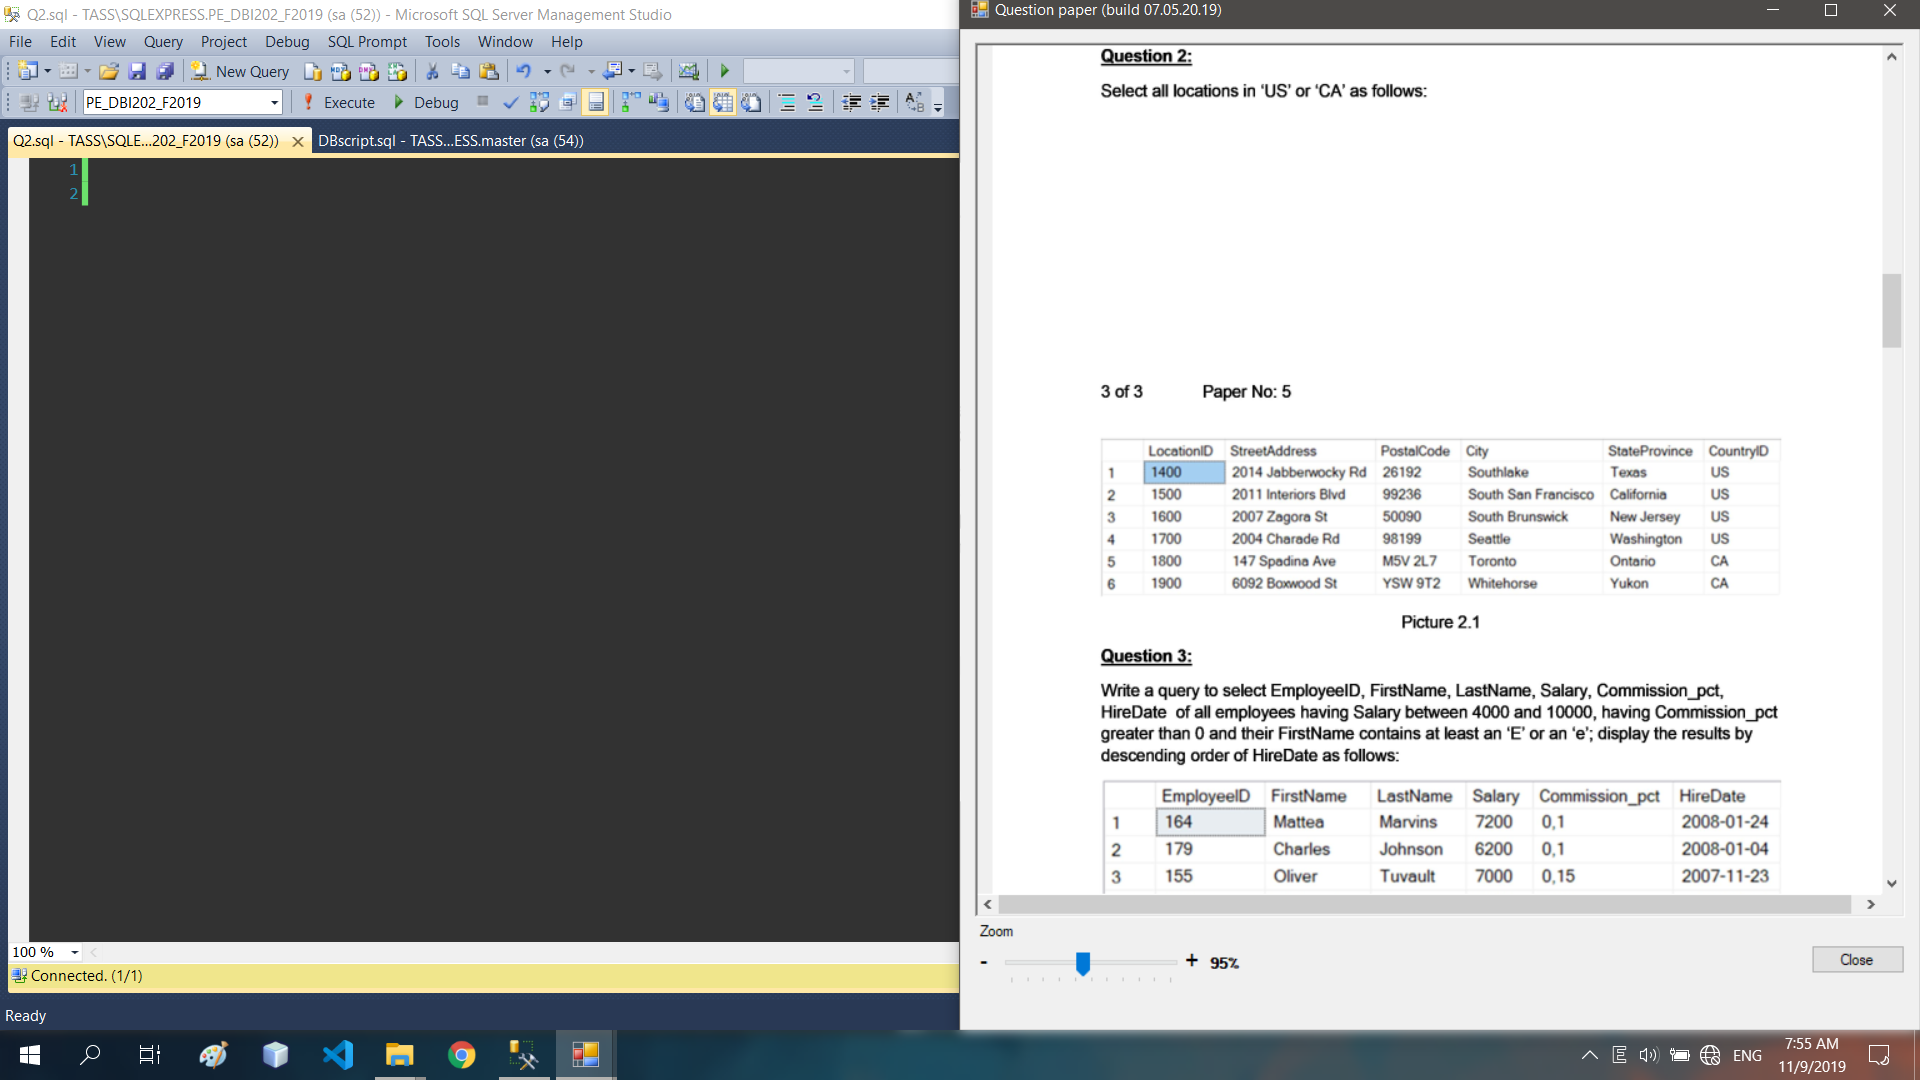 Q2.sql - TASS\SQLEXPRESS.PE_DBI202_F2019 (sa (52)) - Microsoft SQL Server Management Studio
File Edit View Query Project Debug SQL Prompt Tools Window Help
New Query
PE_DBI202_F2019 Execute Debug
Q2.sql - TASS\SQLE...202_F2019 (sa (52)) DBscript.sql - TASS...ESS.master (sa (54))
1
2
100 %
Connected. (1/1)
Ready
Question paper (build 07.05.20.19)
Question 2:
Select all locations in ‘US’ or ‘CA’ as follows:
3 of 3 Paper No: 5
LocationID StreetAddress PostalCode City StateProvince CountryID
1 1400 2014 Jabberwocky Rd 26192 Southlake Texas US
2 1500 2011 Interiors Blvd 99236 South San Francisco California US
3 1600 2007 Zagora St 50090 South Brunswick New Jersey US
4 1700 2004 Charade Rd 98199 Seattle Washington US
5 1800 147 Spadina Ave M5V 2L7 Toronto Ontario CA
6 1900 6092 Boxwood St YSW 9T2 Whitehorse Yukon CA
Picture 2.1
Question 3:
Write a query to select EmployeeID, FirstName, LastName, Salary, Commission_pct,
HireDate of all employees having Salary between 4000 and 10000, having Commission_pct
greater than 0 and their FirstName contains at least an ‘E’ or an ‘e’; display the results by
descending order of HireDate as follows:
EmployeeID FirstName LastName Salary Commission_pct HireDate
1 164 Mattea Marvins 7200 0,1 2008-01-24
2 179 Charles Johnson 6200 0,1 2008-01-04
3 155 Oliver Tuvault 7000 0,15 2007-11-23
Zoom
- + 95%
Close
E ENG 7:55 AM
11/9/2019